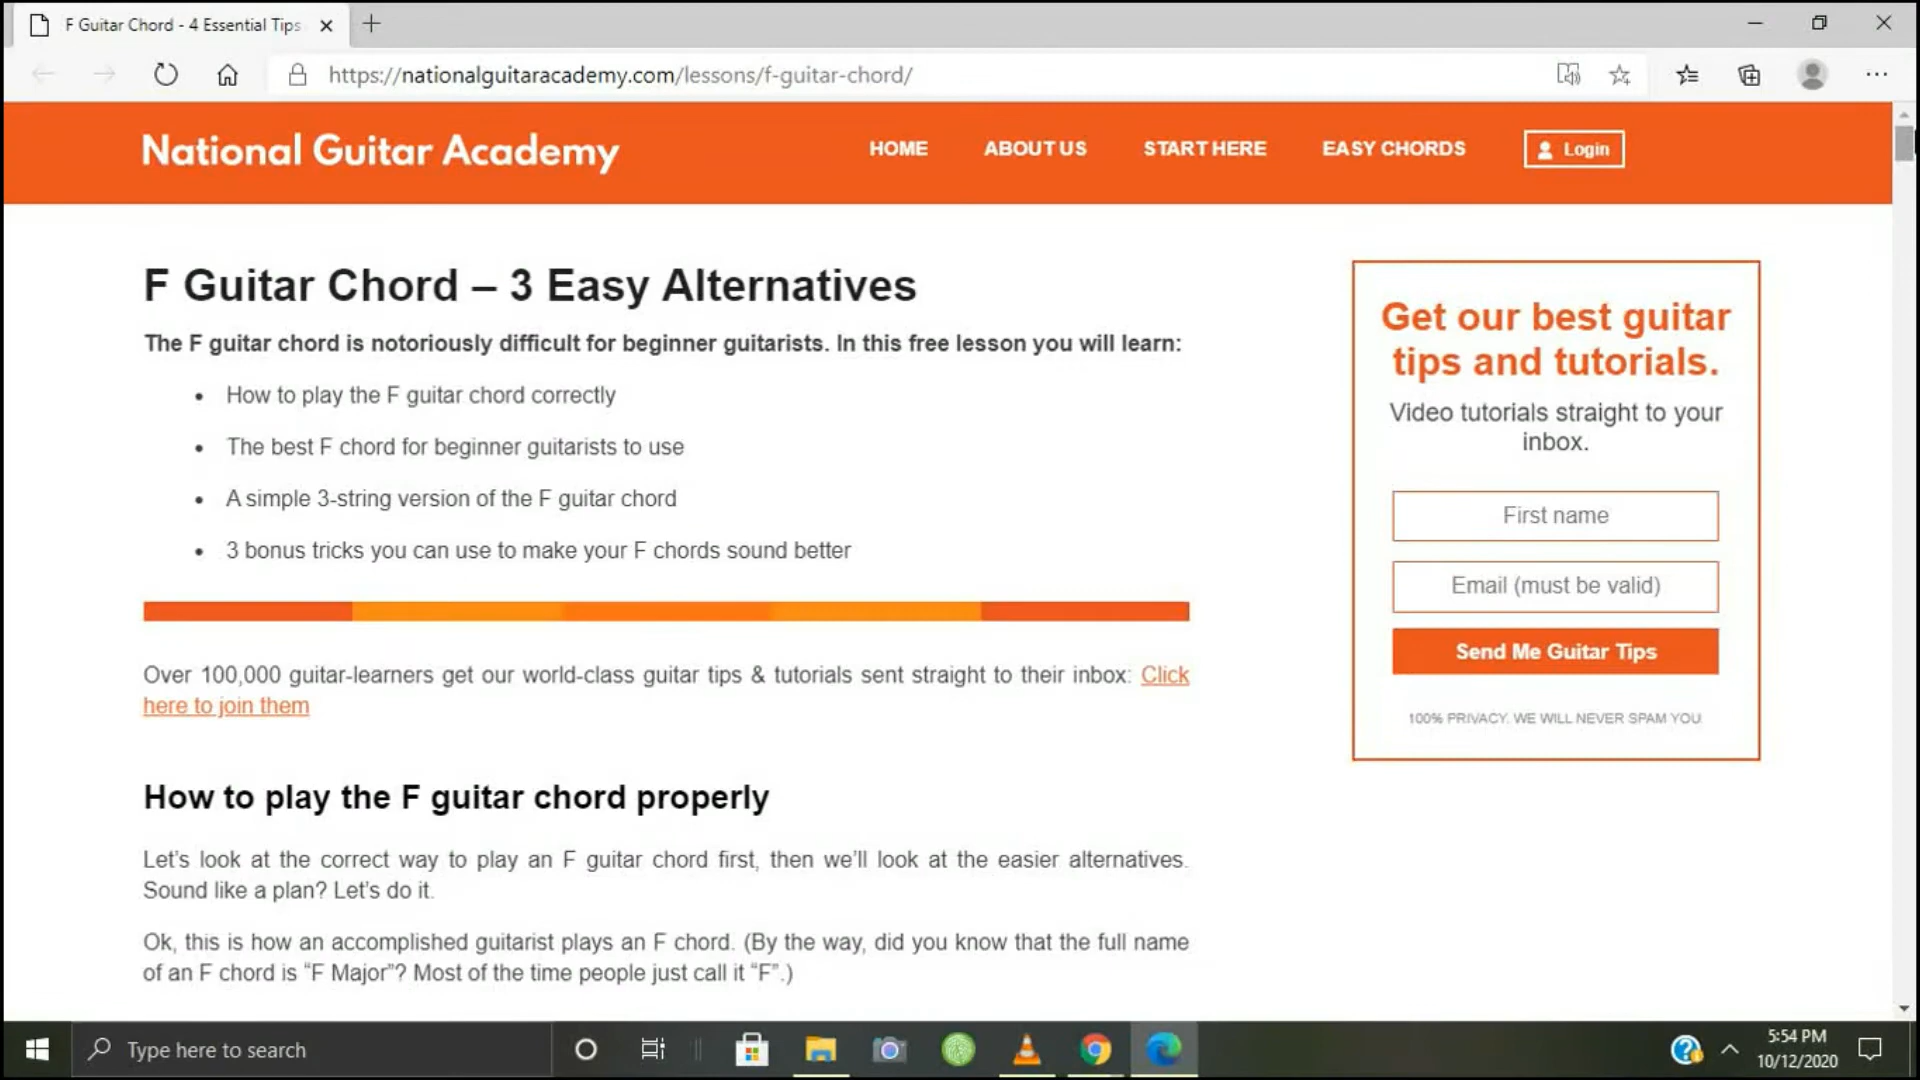 F Guitar Chord - 4 Essential Tips
https://nationalguitaracademy.com/lessons/f-guitar-chord/
National Guitar Academy
HOME ABOUT US START HERE EASY CHORDS Login
F Guitar Chord – 3 Easy Alternatives
The F guitar chord is notoriously difficult for beginner guitarists. In this free lesson you will learn:
• How to play the F guitar chord correctly
• The best F chord for beginner guitarists to use
• A simple 3-string version of the F guitar chord
• 3 bonus tricks you can use to make your F chords sound better
Over 100,000 guitar-learners get our world-class guitar tips & tutorials sent straight to their inbox: Click
here to join them
How to play the F guitar chord properly
Let’s look at the correct way to play an F guitar chord first, then we’ll look at the easier alternatives.
Sound like a plan? Let’s do it.
Ok, this is how an accomplished guitarist plays an F chord. (By the way, did you know that the full name
of an F chord is “F Major”? Most of the time people just call it “F”.)
Get our best guitar
tips and tutorials.
Video tutorials straight to your
inbox.
First name
Email (must be valid)
Send Me Guitar Tips
100% PRIVACY. WE WILL NEVER SPAM YOU
Type here to search
5:54 PM
10/12/2020